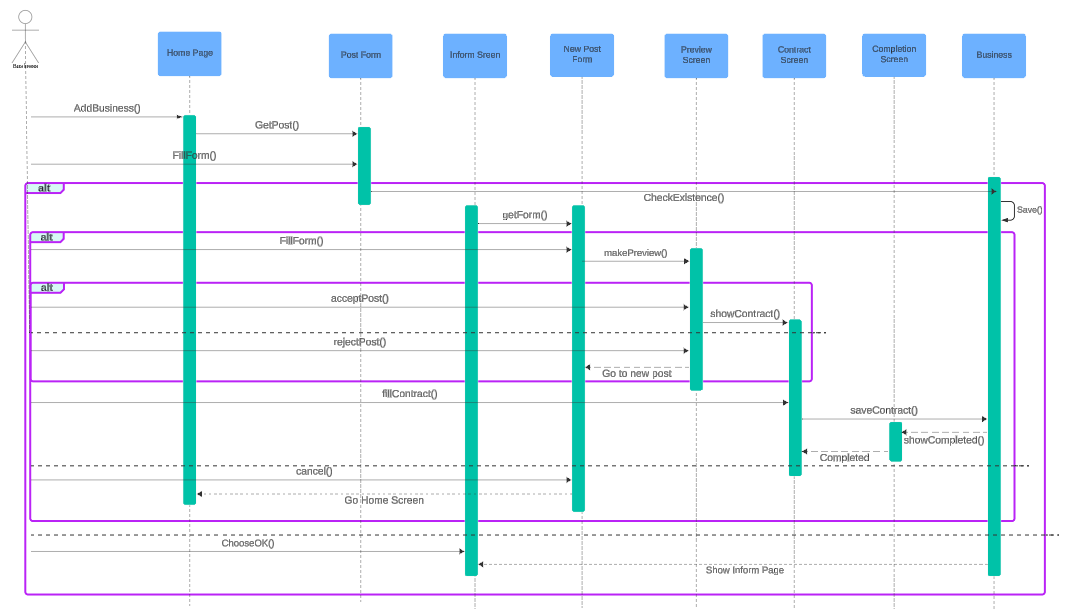 Home Page
Post Form
Inform Sreen
New Post
Form
Preview
Screen
Contract
Screen
Completion
Screen
Business
Business
AddBusiness()
GetPost()
FillForm()
alt
CheckExistence()
Save()
getForm()
alt
FillForm()
makePreview()
alt
acceptPost()
showContract()
rejectPost()
Go to new post
fillContract()
saveContract()
showCompleted()
Completed
cancel()
Go Home Screen
ChooseOK()
Show Inform Page